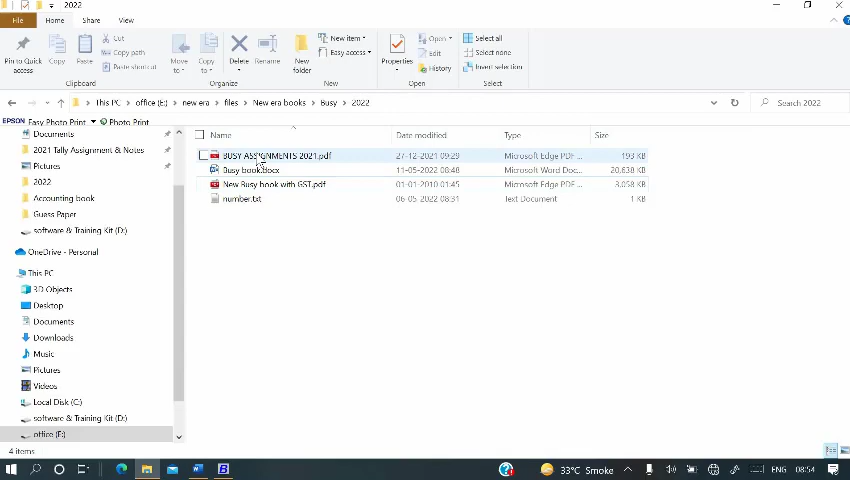 2022
File Home Share View
Pin to Quick access
Copy
Paste
Cut
Copy path
Paste shortcut
Clipboard
Move to
Copy to
Delete
Rename
Organize
New folder
New item
Easy access
New
Properties
Open
Edit
History
Open
Select all
Select none
Invert selection
Select
This PC › office (E:) › new era › files › New era books › Busy › 2022
Search 2022
EPSON Easy Photo Print Photo Print
Name Date modified Type Size
BUSY ASSIGNMENTS 2021.pdf 27-12-2021 09:29 Microsoft Edge PDF ... 193 KB
Busy book.docx 11-05-2022 08:48 Microsoft Word Doc... 20,638 KB
New Busy book with GST.pdf 01-01-2010 01:45 Microsoft Edge PDF ... 3,058 KB
number.txt 06-05-2022 08:31 Text Document 1 KB
Documents
2021 Tally Assignment & Notes
Pictures
2022
Accounting book
Guess Paper
software & Training Kit (D:)
OneDrive - Personal
This PC
3D Objects
Desktop
Documents
Downloads
Music
Pictures
Videos
Local Disk (C:)
software & Training Kit (D:)
office (E:)
4 items
33°C Smoke ENG 08:54